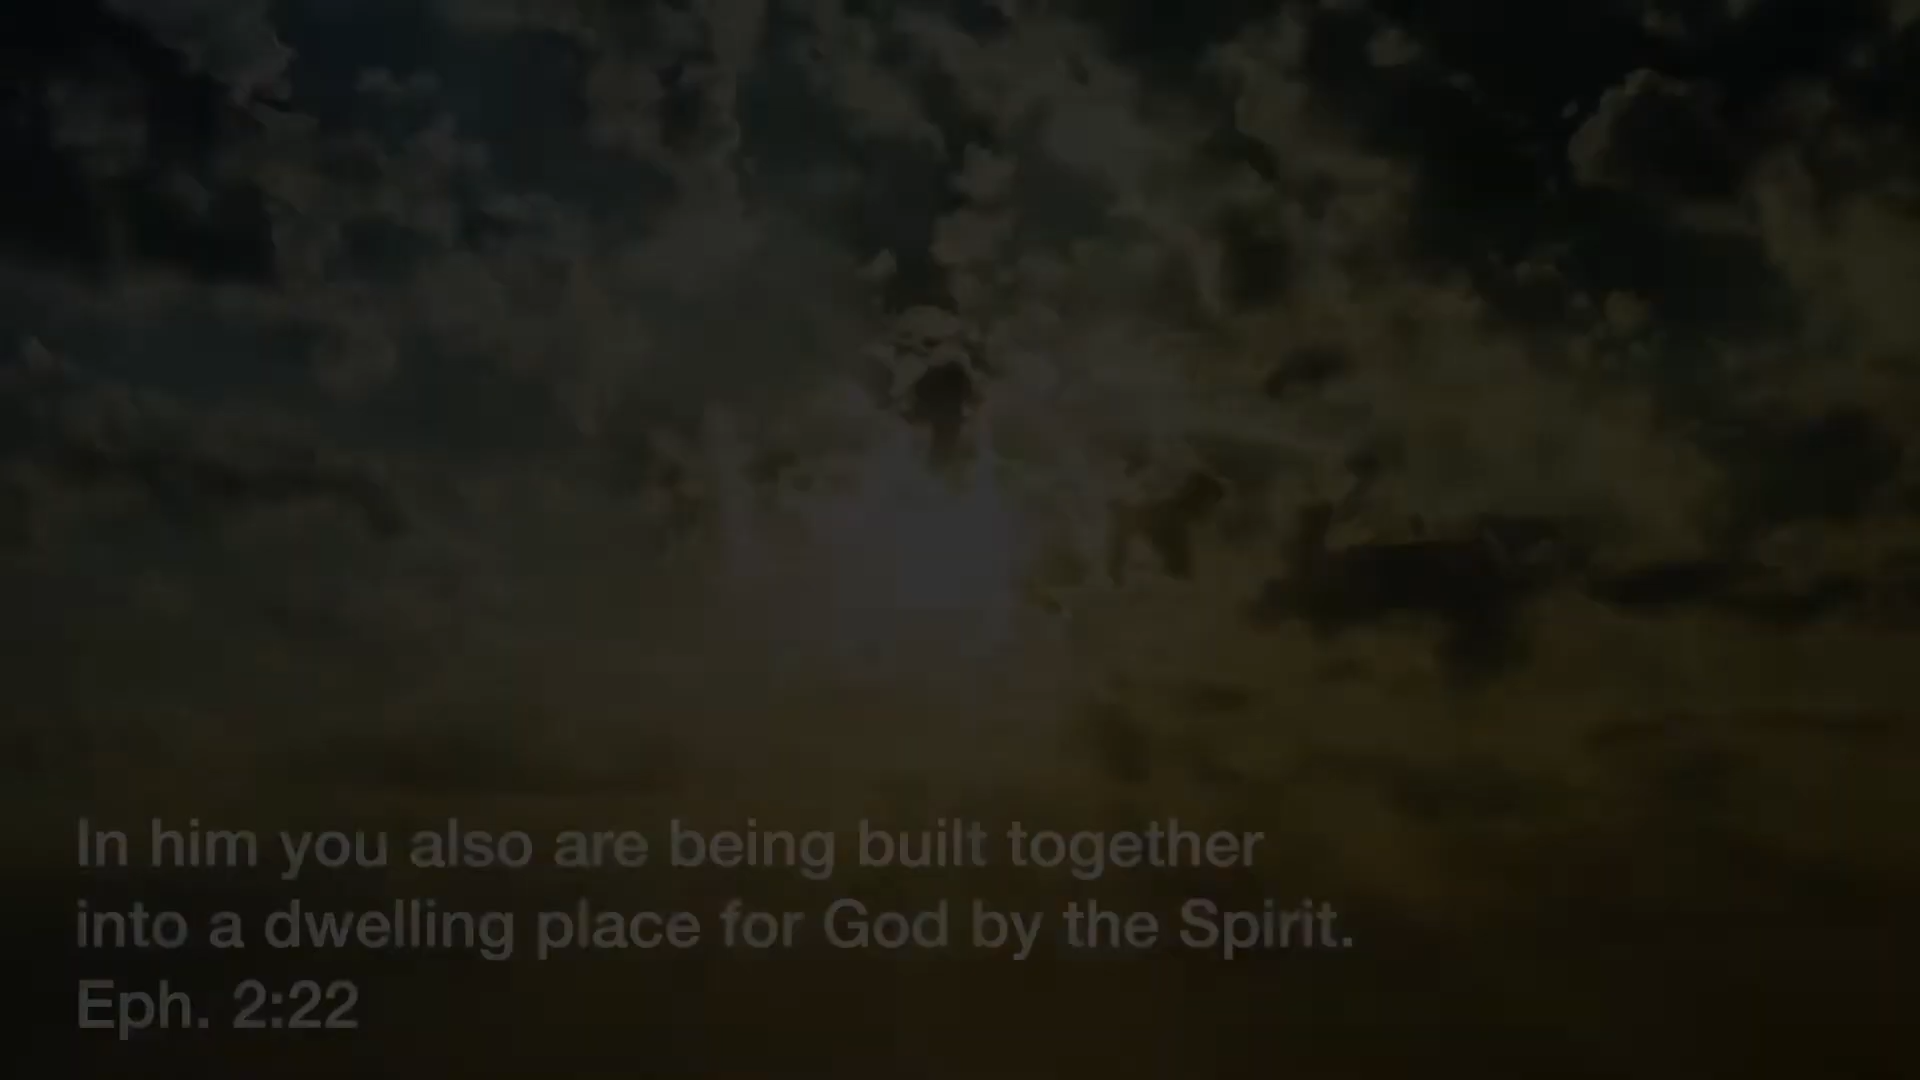 In him you also are being built together
into a dwelling place for God by the Spirit.
Eph. 2:22